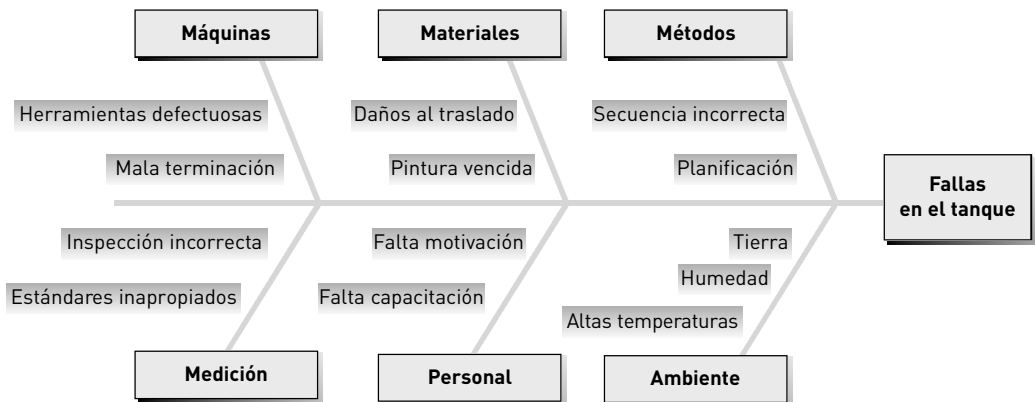 Máquinas
Materiales
Métodos
Herramientas defectuosas
Daños al traslado
Secuencia incorrecta
Mala terminación
Pintura vencida
Planificación
Fallas
en el tanque
Inspección incorrecta
Falta motivación
Tierra
Humedad
Estándares inapropiados
Falta capacitación
Altas temperaturas
Medición
Personal
Ambiente